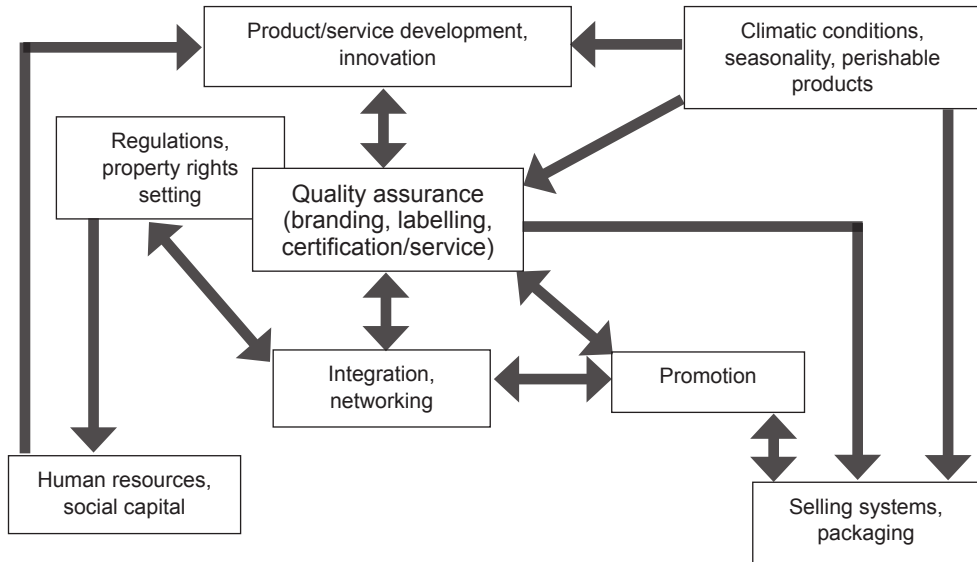 Product/service development,
innovation
Climatic conditions,
seasonality, perishable
products
Regulations,
property rights
setting
Quality assurance
(branding, labelling,
certification/service)
Integration,
networking
Promotion
Human resources,
social capital
Selling systems,
packaging